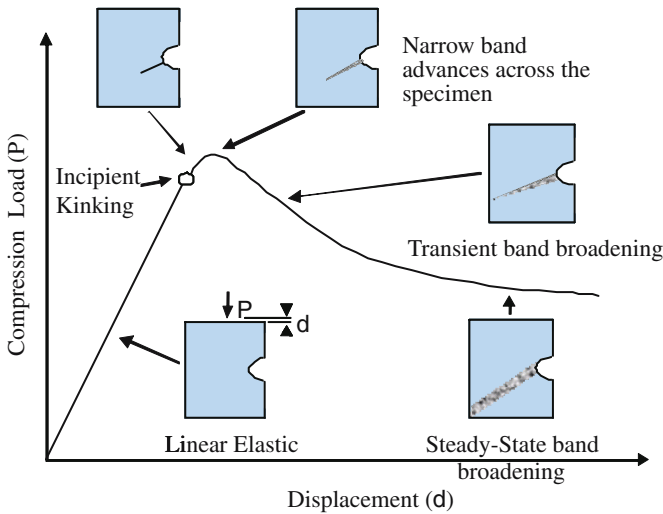 Narrow band
advances across the
specimen
Incipient
Kinking
Transient band broadening
P
d
Linear Elastic
Steady-State band
broadening
Compression Load (P)
Displacement (d)